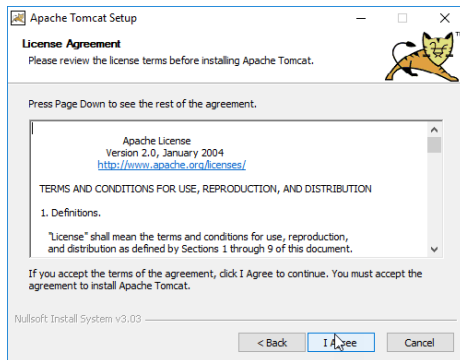 Apache Tomcat Setup
License Agreement
Please review the license terms before installing Apache Tomcat.
TM
Press Page Down to see the rest of the agreement.
Apache License
Version 2.0, January 2004
http://www.apache.org/licenses/
TERMS AND CONDITIONS FOR USE, REPRODUCTION, AND DISTRIBUTION
1. Definitions.
"License" shall mean the terms and conditions for use, reproduction,
and distribution as defined by Sections 1 through 9 of this document.
If you accept the terms of the agreement, click I Agree to continue. You must accept the
agreement to install Apache Tomcat.
Nullsoft Install System v3.03
< Back I Agree Cancel